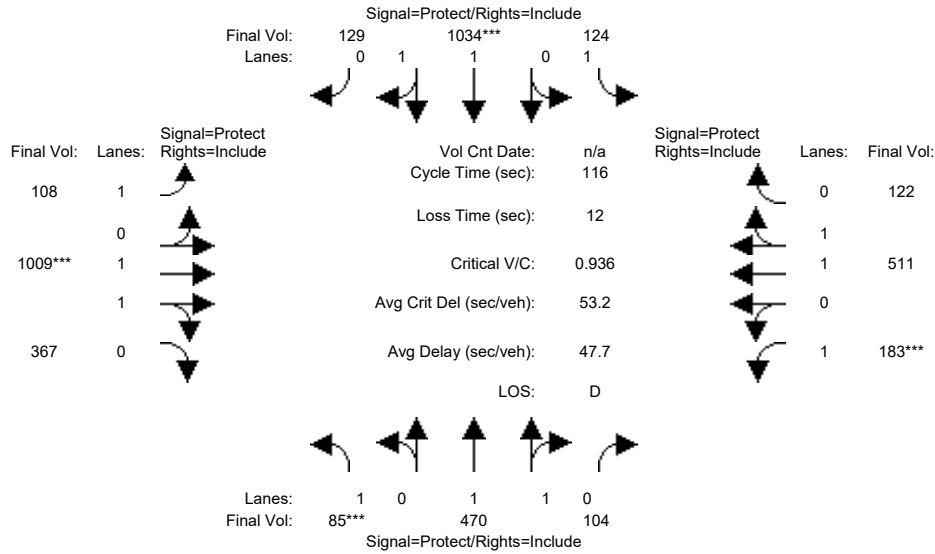 Signal=Protect/Rights=Include
Final Vol: 129 1034*** 124
Lanes: 0 1 1 0 1
Signal=Protect Signal=Protect
Final Vol: Lanes: Rights=Include Vol Cnt Date: n/a Rights=Include Lanes: Final Vol:
Cycle Time (sec): 116
108 1 0 122
Loss Time (sec): 12
0 1
1009*** 1 Critical V/C: 0.936 1 511
1 Avg Crit Del (sec/veh): 53.2 0
367 0 Avg Delay (sec/veh): 47.7 1 183***
LOS: D
Lanes: 1 0 1 1 0
Final Vol: 85*** 470 104
Signal=Protect/Rights=Include